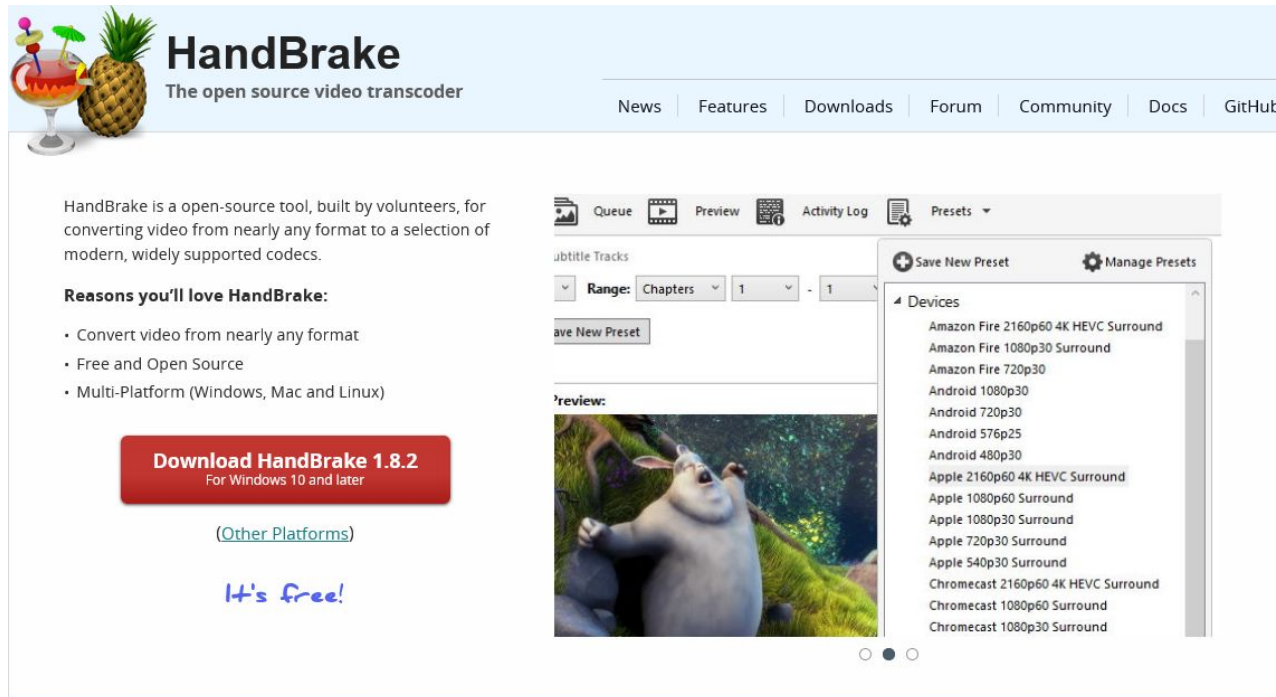 HandBrake
The open source video transcoder
News
Features
Downloads
Forum
Community
Docs
GitHub
HandBrake is a open-source tool, built by volunteers, for
converting video from nearly any format to a selection of
modern, widely supported codecs.
Reasons you'll love HandBrake:
• Convert video from nearly any format
• Free and Open Source
• Multi-Platform (Windows, Mac and Linux)
Download HandBrake 1.8.2
For Windows 10 and later
(Other Platforms)
It's free!
Queue
Preview
Activity Log
Presets
ubtitle Tracks
Range: Chapters 1 - 1
ave New Preset
Preview:
Save New Preset
Manage Presets
Devices
Amazon Fire 2160p60 4K HEVC Surround
Amazon Fire 1080p30 Surround
Amazon Fire 720p30
Android 1080p30
Android 720p30
Android 576p25
Android 480p30
Apple 2160p60 4K HEVC Surround
Apple 1080p60 Surround
Apple 1080p30 Surround
Apple 720p30 Surround
Apple 540p30 Surround
Chromecast 2160p60 4K HEVC Surround
Chromecast 1080p60 Surround
Chromecast 1080p30 Surround